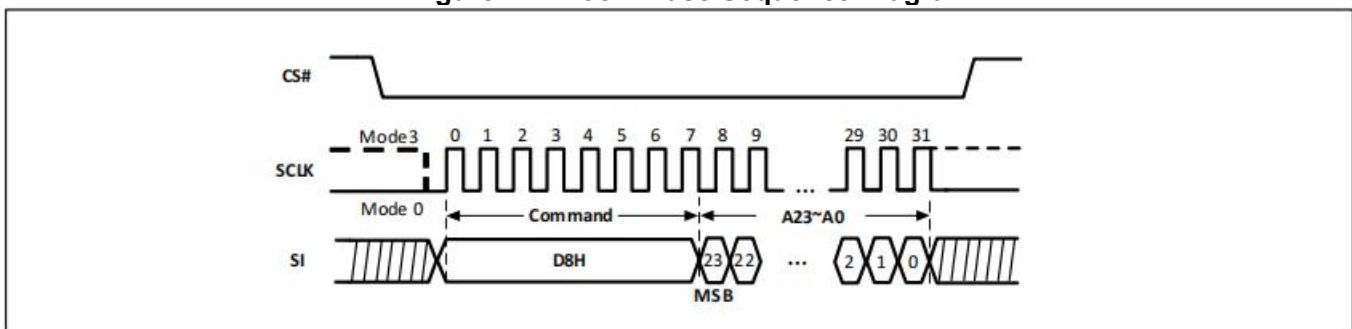 CS#
Mode3 0 1 2 3 4 5 6 7 8 9 29 30 31
SCLK
...
Mode 0
Command A23~A0
SI D8H 23 22 ... 2 1 0
MSB